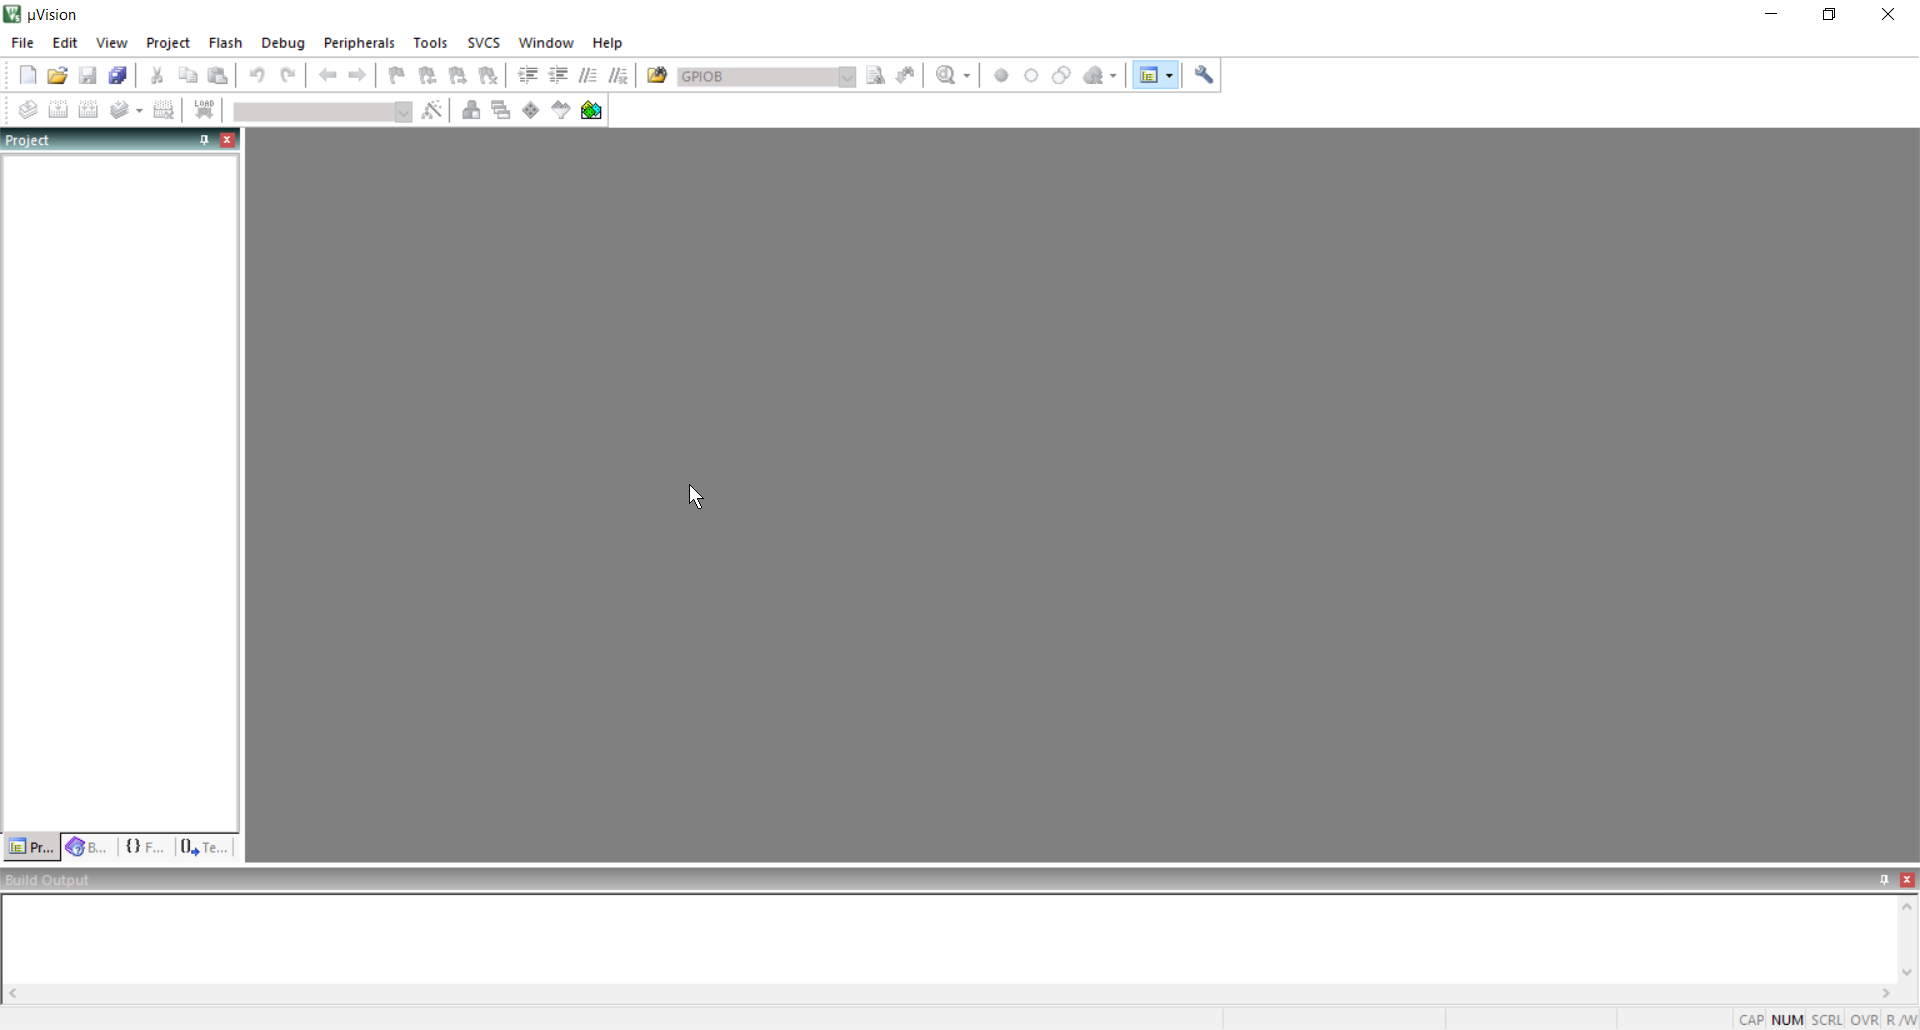 µVision
File Edit View Project Flash Debug Peripherals Tools SVCS Window Help
GPIOB
LOAD
Project
Pr... B... {} F... Te...
Build Output
CAP NUM SCRL OVR R/W